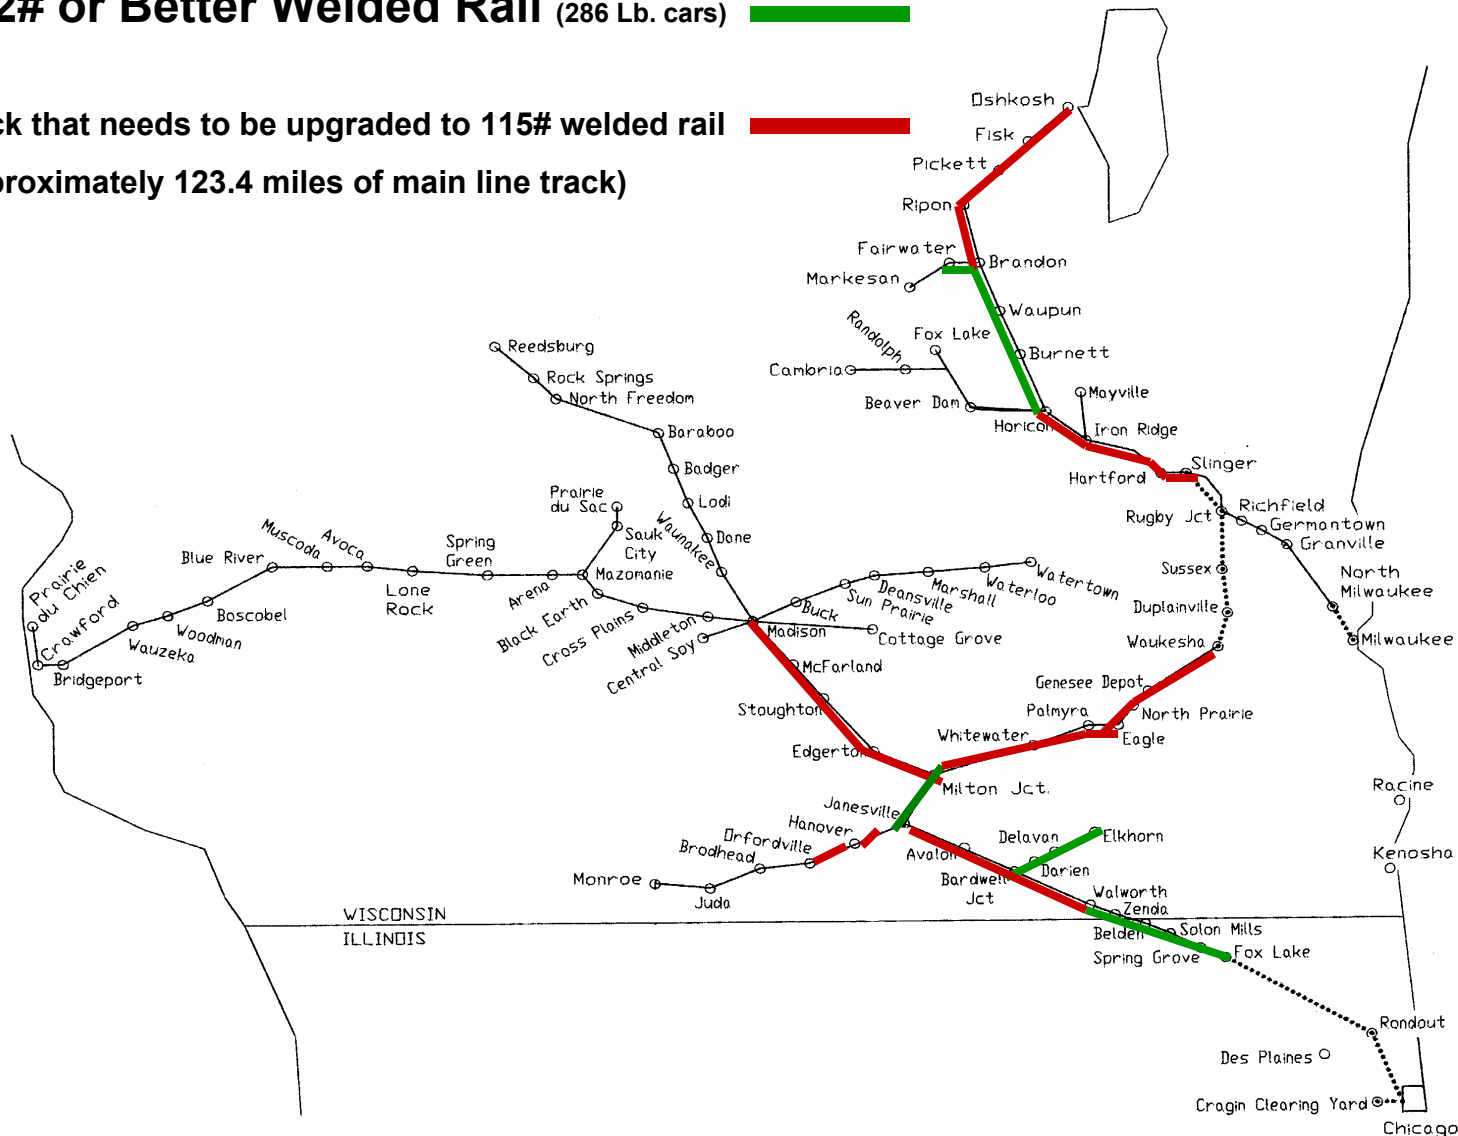 2# or Better Welded Rail (286 Lb. cars)
ck that needs to be upgraded to 115# welded rail
proximately 123.4 miles of main line track)
Oshkosh
Fisk
Pickett
Ripon
Fairwater
Brandon
Markesan
Waupun
Randolph
Fox Lake
Burnett
Cambria
Beaver Dam
Mayville
Horicon
Iron Ridge
Hartford
Slinger
Rugby Jct
Richfield
Germantown
Granville
Sussex
North
Milwaukee
Duplainville
Waukesha
Milwaukee
Reedsburg
Rock Springs
North Freedom
Baraboo
Badger
Lodi
Dane
Waunakee
Prairie
du Sac
Sauk
City
Mazomanie
Spring
Green
Arena
Lone
Rock
Avoca
Muscoda
Blue River
Boscobel
Woodman
Wauzeka
Prairie
du Chien
Crawford
Bridgeport
Black Earth
Cross Plains
Middleton
Central Soy
Madison
Buck
Sun Prairie
Deansville
Marshall
Waterloo
Watertown
Cottage Grove
McFarland
Stoughton
Edgerton
Milton Jct.
Whitewater
Palmyra
Eagle
North Prairie
Genesee Depot
Janesville
Hanover
Orfordville
Brodhead
Juda
Monroe
Avalon
Bardwell
Jct
Delavan
Darien
Elkhorn
Walworth
Zenda
Belden
Solon Mills
Spring Grove
Fox Lake
Racine
Kenosha
WISCONSIN
ILLINOIS
Rondout
Des Plaines
Cragin Clearing Yard
Chicago